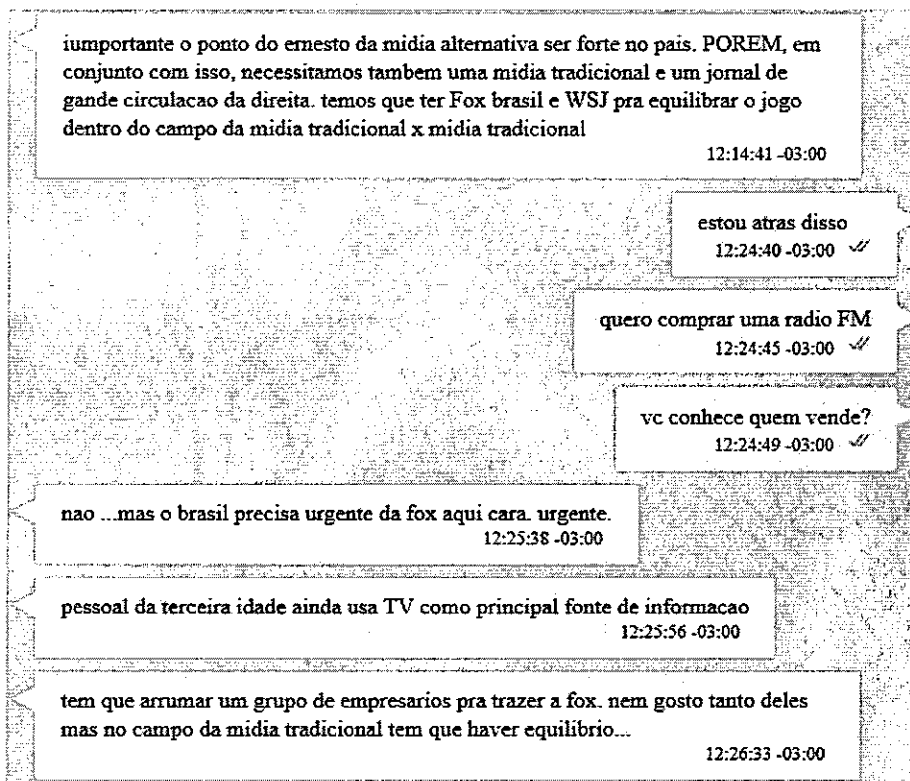 iumportante o ponto do ernesto da midia alternativa ser forte no pais. POREM, em
conjunto com isso, necessitamos tambem uma midia tradicional e um jornal de
gande circulacao da direita. temos que ter Fox brasil e WSJ pra equilibrar o jogo
dentro do campo da midia tradicional x midia tradicional
12:14:41 -03:00
estou atras disso
12:24:40 -03:00
quero comprar uma radio FM
12:24:45 -03:00
vc conhece quem vende?
12:24:49 -03:00
nao ...mas o brasil precisa urgente da fox aqui cara. urgente.
12:25:38 -03:00
pessoal da terceira idade ainda usa TV como principal fonte de informacao
12:25:56 -03:00
tem que arrumar um grupo de empresarios pra trazer a fox. nem gosto tanto deles
mas no campo da midia tradicional tem que haver equilibrio...
12:26:33 -03:00